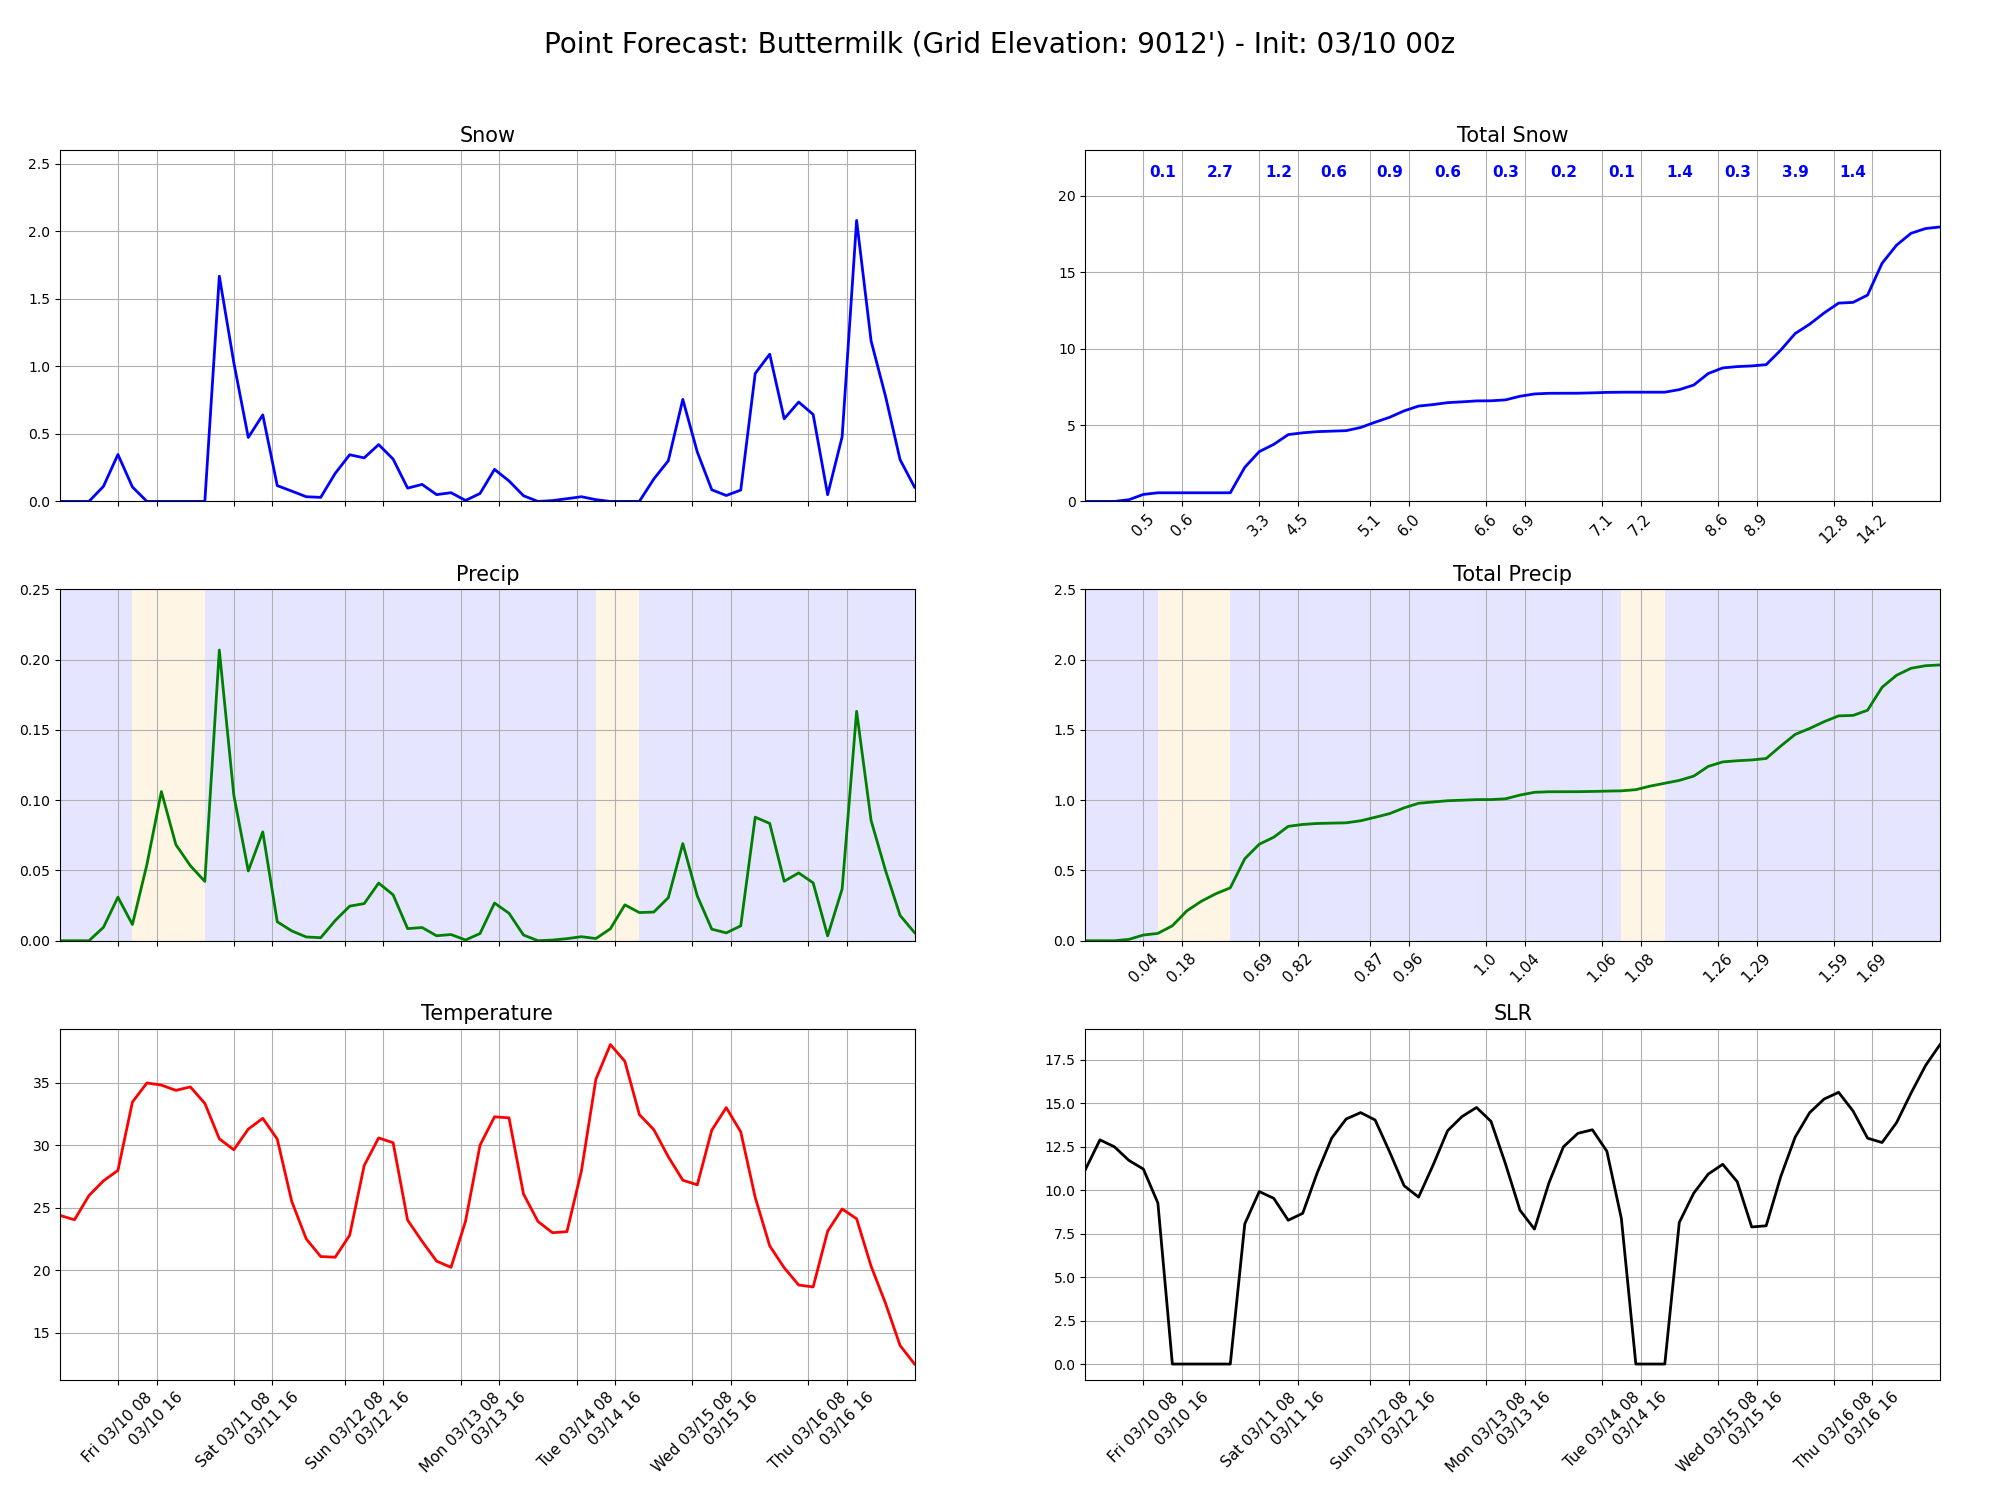 Point Forecast: Buttermilk (Grid Elevation: 9012') - Init: 03/10 00z
Snow
2.5
2.0
1.5
1.0
0.5
0.0
Total Snow
0.1 2.7 1.2 0.6 0.9 0.6 0.3 0.2 0.1 1.4 0.3 3.9 1.4
20
15
10
5
0
0.5 0.6 3.3 4.5 5.1 6.0 6.6 6.9 7.1 7.2 8.6 8.9 12.8 14.2
Precip
0.25
0.20
0.15
0.10
0.05
0.00
Total Precip
2.5
2.0
1.5
1.0
0.5
0.0
0.04 0.18 0.69 0.82 0.87 0.96 1.0 1.04 1.06 1.08 1.26 1.29 1.59 1.69
Temperature
35
30
25
20
15
Fri 03/10 08
03/10 16
Sat 03/11 08
03/11 16
Sun 03/12 08
03/12 16
Mon 03/13 08
03/13 16
Tue 03/14 08
03/14 16
Wed 03/15 08
03/15 16
Thu 03/16 08
03/16 16
SLR
17.5
15.0
12.5
10.0
7.5
5.0
2.5
0.0
Fri 03/10 08
03/10 16
Sat 03/11 08
03/11 16
Sun 03/12 08
03/12 16
Mon 03/13 08
03/13 16
Tue 03/14 08
03/14 16
Wed 03/15 08
03/15 16
Thu 03/16 08
03/16 16